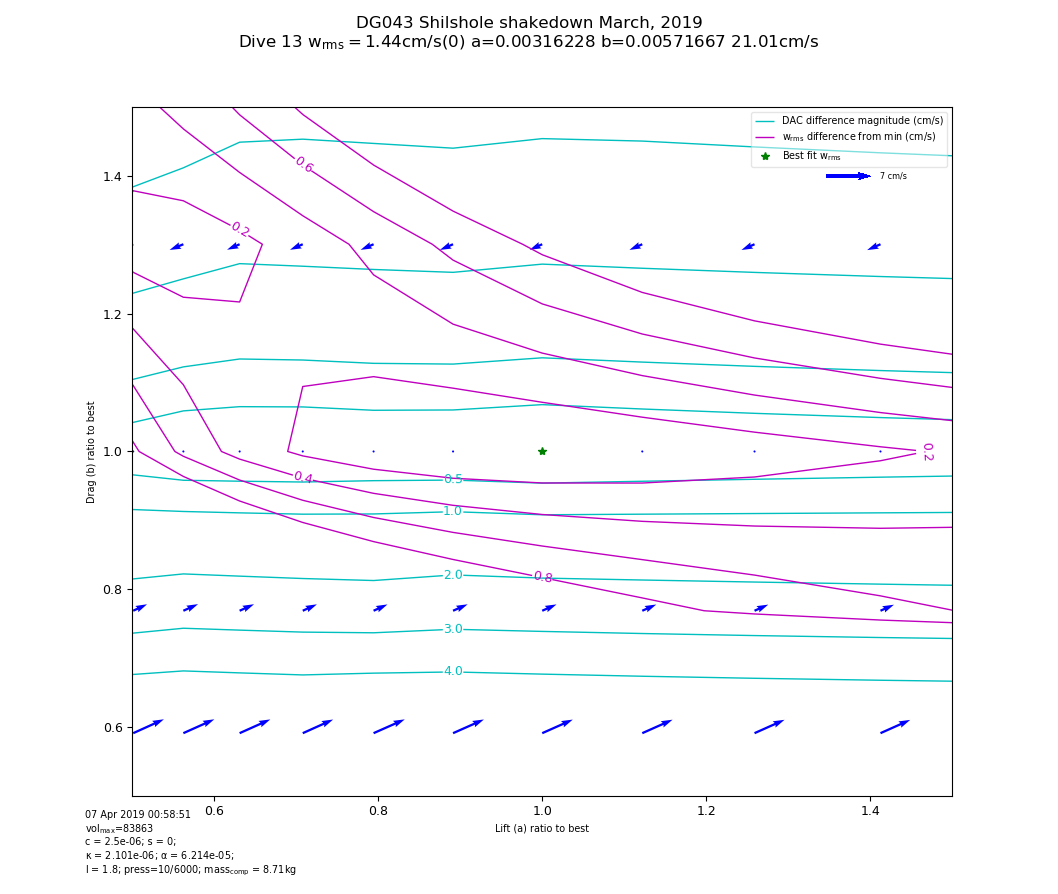 DG043 Shilshole shakedown March, 2019
Dive 13 wrms = 1.44cm/s(0) a=0.00316228 b=0.00571667 21.01cm/s
DAC difference magnitude (cm/s)
wrms difference from min (cm/s)
Best fit wrms
7 cm/s
1.4
1.2
1.0
0.8
0.6
Drag (b) ratio to best
0.6
0.2
0.2
0.4
0.5
1.0
0.8
2.0
3.0
4.0
0.6
0.8
1.0
1.2
1.4
Lift (a) ratio to best
07 Apr 2019 00:58:51
volmax=83863
c = 2.5e-06; s = 0;
κ = 2.101e-06; α = 6.214e-05;
l = 1.8; press=10/6000; masscomp = 8.71kg